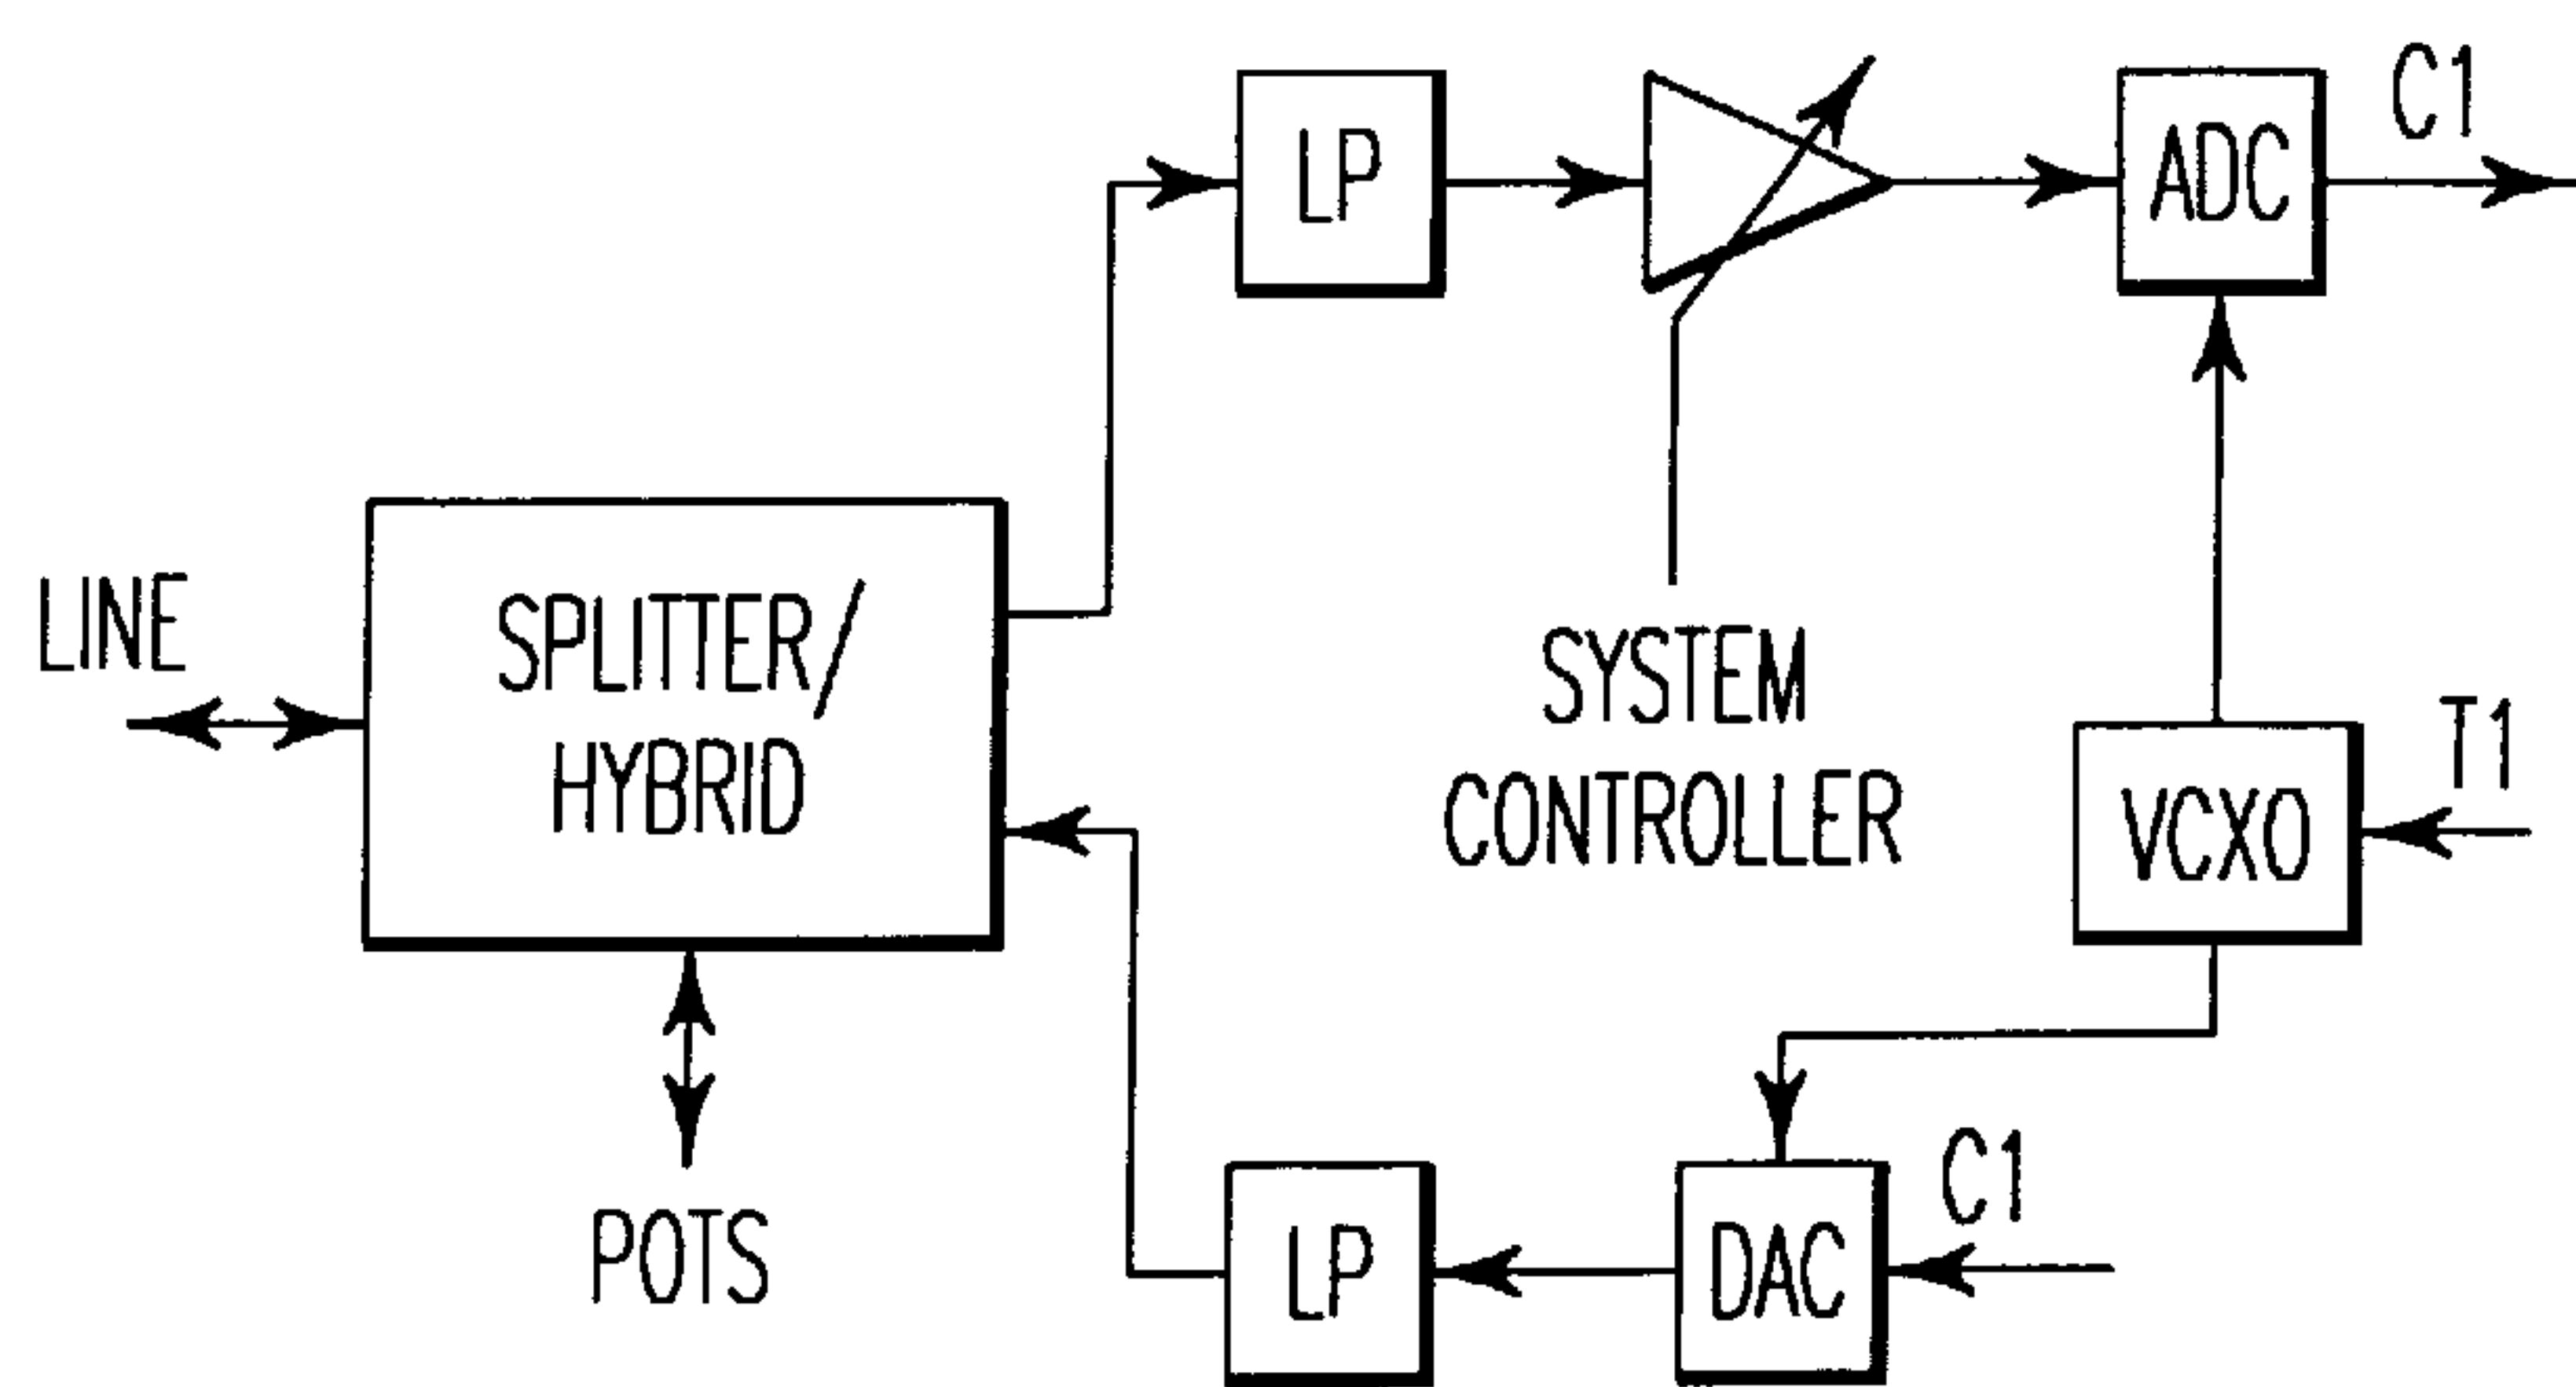 C1
LP
ADC
LINE
SPLITTER/
HYBRID
SYSTEM
CONTROLLER
T1
VCXO
POTS
LP
DAC
C1